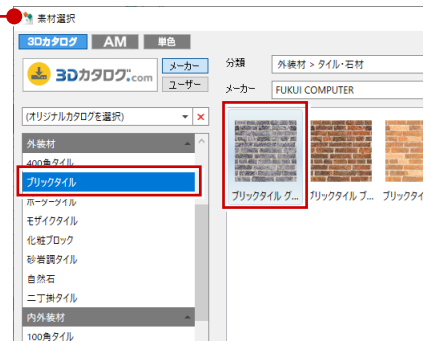 素材選択
3Dカタログ AM 単色
3Dカタログ.com
メーカー
ユーザー
分類 外装材 > タイル・石材
メーカー FUKUI COMPUTER
(オリジナルカタログを選択)
外装材
400角タイル
ブリックタイル
ボーダータイル
モザイクタイル
化粧ブロック
砂岩調タイル
自然石
二丁掛タイル
内外装材
100角タイル
ブリックタイル グ...
ブリックタイル ブ...
ブリックタイ